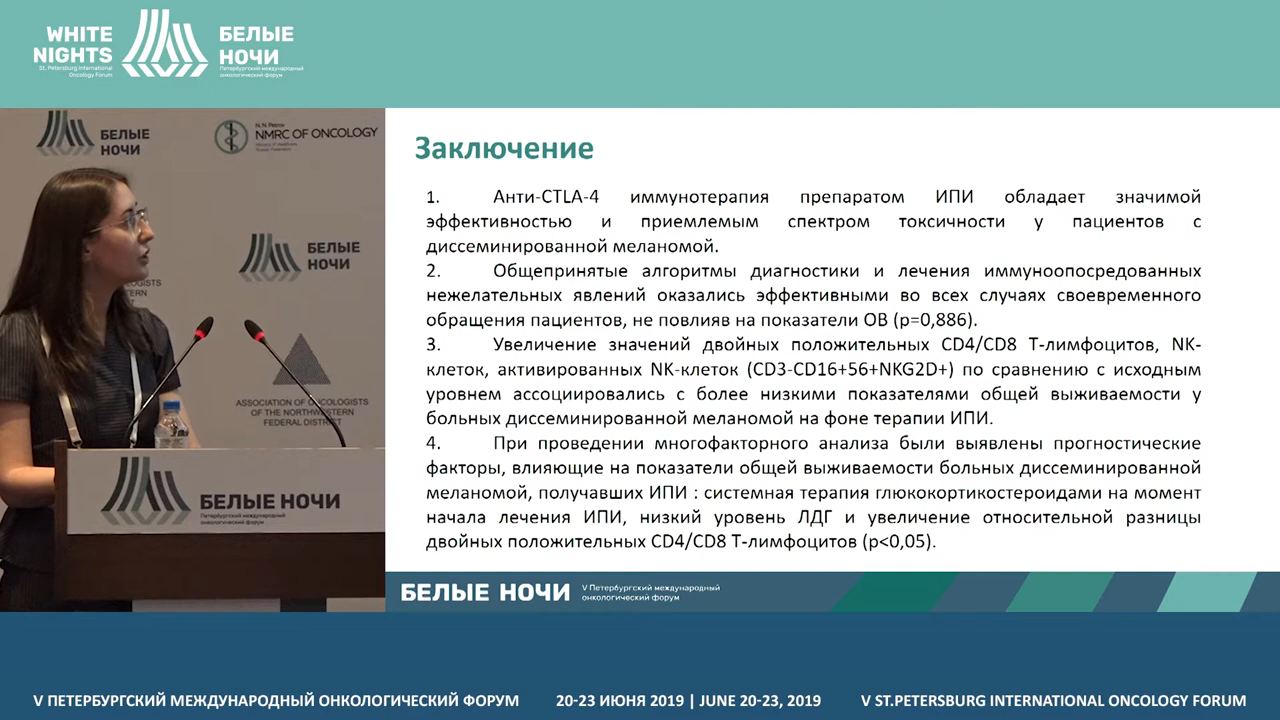 WHITE
NIGHTS
St. Petersburg International
Oncology Forum
БЕЛЫЕ
НОЧИ
Петербургский международный
онкологический форум
БЕЛЫЕ
НОЧИ
N.N. Petrov
NMRC OF ONCOLOGY
БЕЛЫЕ
НОЧИ
ASSOCIATION OF ONCOLOGISTS
OF THE NORTHWESTERN
FEDERAL DISTRICT
БЕЛЫЕ НОЧИ
Петербургский международный
онкологический форум
Заключение
1. Анти-CTLA-4 иммунотерапия препаратом ИПИ обладает значимой
эффективностью и приемлемым спектром токсичности у пациентов с
диссеминированной меланомой.
2. Общепринятые алгоритмы диагностики и лечения иммуноопосредованных
нежелательных явлений оказались эффективными во всех случаях своевременного
обращения пациентов, не повлияв на показатели ОВ (p=0,886).
3. Увеличение значений двойных положительных CD4/CD8 Т-лимфоцитов, NK-
клеток, активированных NK-клеток (CD3-CD16+56+NKG2D+) по сравнению с исходным
уровнем ассоциировались с более низкими показателями общей выживаемости у
больных диссеминированной меланомой на фоне терапии ИПИ.
4. При проведении многофакторного анализа были выявлены прогностические
факторы, влияющие на показатели общей выживаемости больных диссеминированной
меланомой, получавших ИПИ : системная терапия глюкокортикостероидами на момент
начала лечения ИПИ, низкий уровень ЛДГ и увеличение относительной разницы
двойных положительных CD4/CD8 Т-лимфоцитов (p<0,05).
БЕЛЫЕ НОЧИ
V Петербургский международный
онкологический форум
V ПЕТЕРБУРГСКИЙ МЕЖДУНАРОДНЫЙ ОНКОЛОГИЧЕСКИЙ ФОРУМ 20-23 ИЮНЯ 2019 | JUNE 20-23, 2019 V ST.PETERSBURG INTERNATIONAL ONCOLOGY FORUM